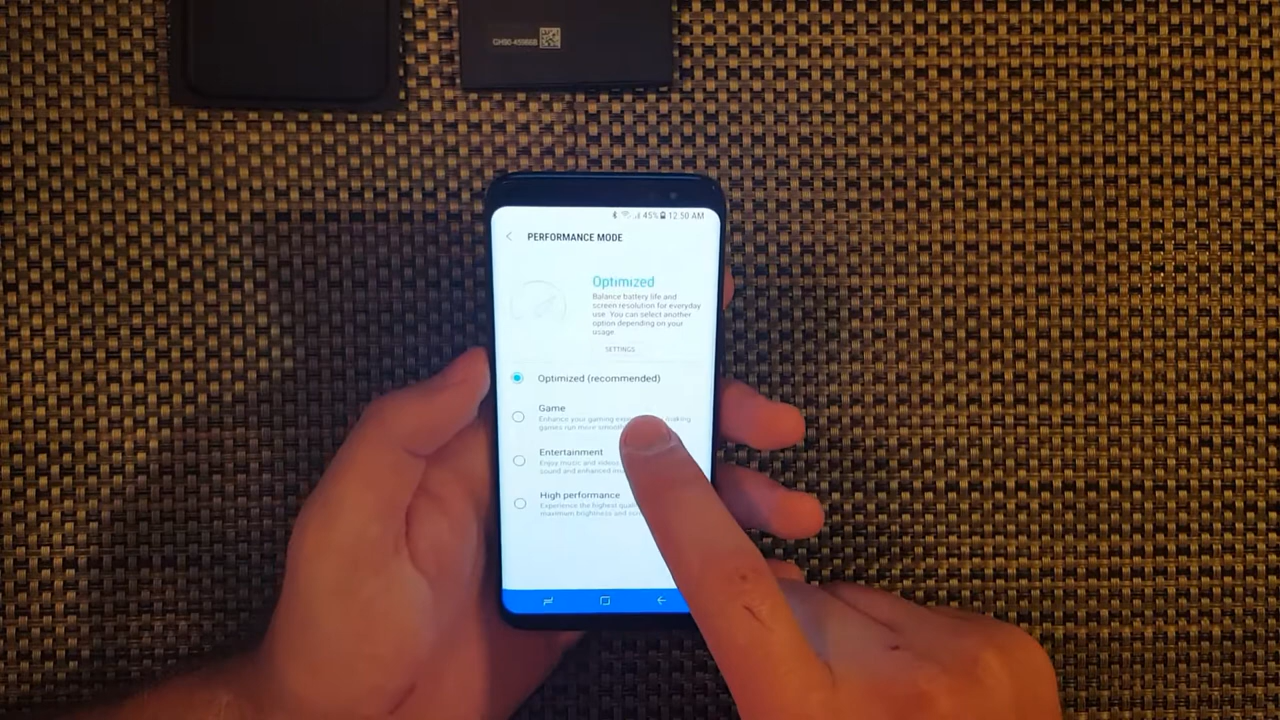 45% 12:50 AM
PERFORMANCE MODE
Optimized
Balance battery life and
screen resolution for everyday
use. You can select another
option depending on your
usage.
SETTINGS
Optimized (recommended)
Game
Enhance your gaming making
games run more
Entertainment
Enjoy music and videos
sound and enhanced
High performance
Experience the highest
maximum brightness and